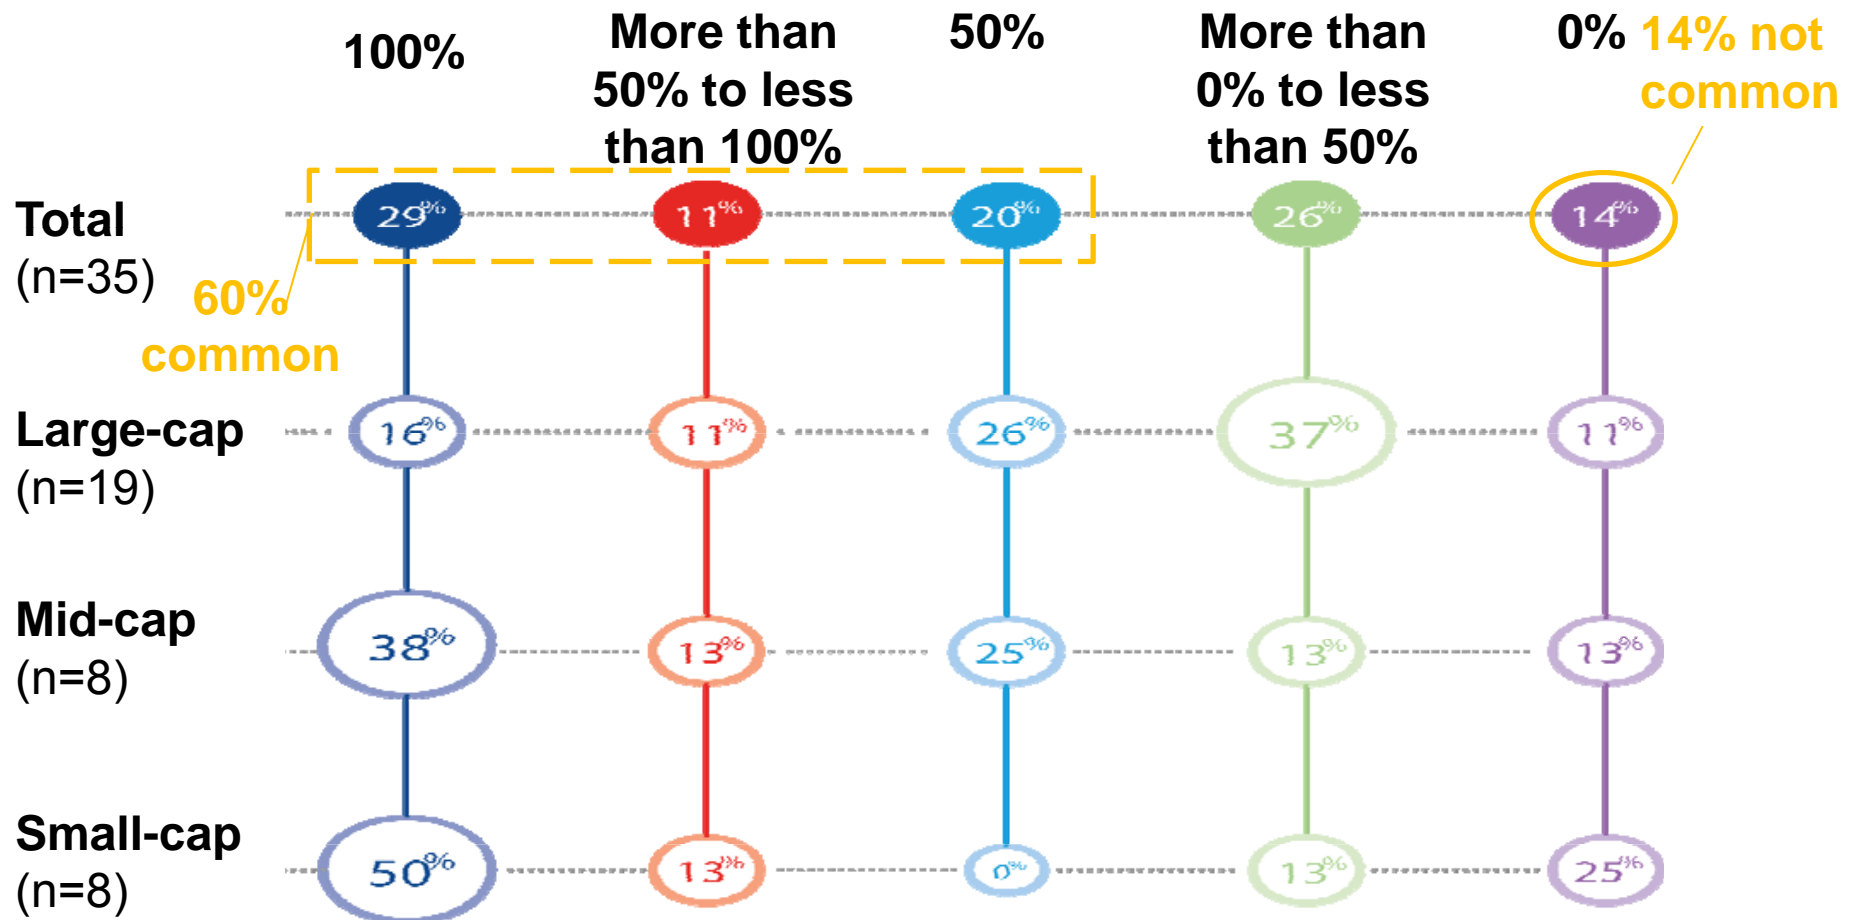 100%
More than
50% to less
than 100%
50%
More than
0% to less
than 50%
0% 14% not
common
Total
(n=35)
29% 11% 20% 26% 14%
60%
common
Large-cap
(n=19)
16% 11% 26% 37% 11%
Mid-cap
(n=8)
38% 13% 25% 13% 13%
Small-cap
(n=8)
50% 13% 0% 13% 25%